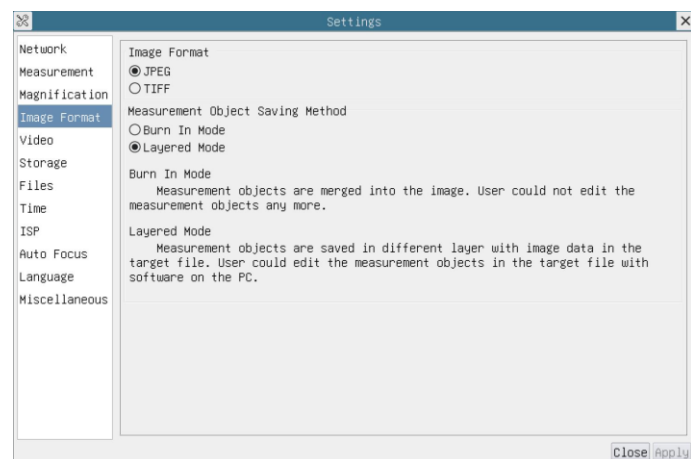 Settings
Network
Measurement
Magnification
Image Format
Video
Storage
Files
Time
ISP
Auto Focus
Language
Miscellaneous
Image Format
JPEG
TIFF
Measurement Object Saving Method
Burn In Mode
Layered Mode
Burn In Mode
Measurement objects are merged into the image. User could not edit the
measurement objects any more.
Layered Mode
Measurement objects are saved in different layer with image data in the
target file. User could edit the measurement objects in the target file with
software on the PC.
Close Apply